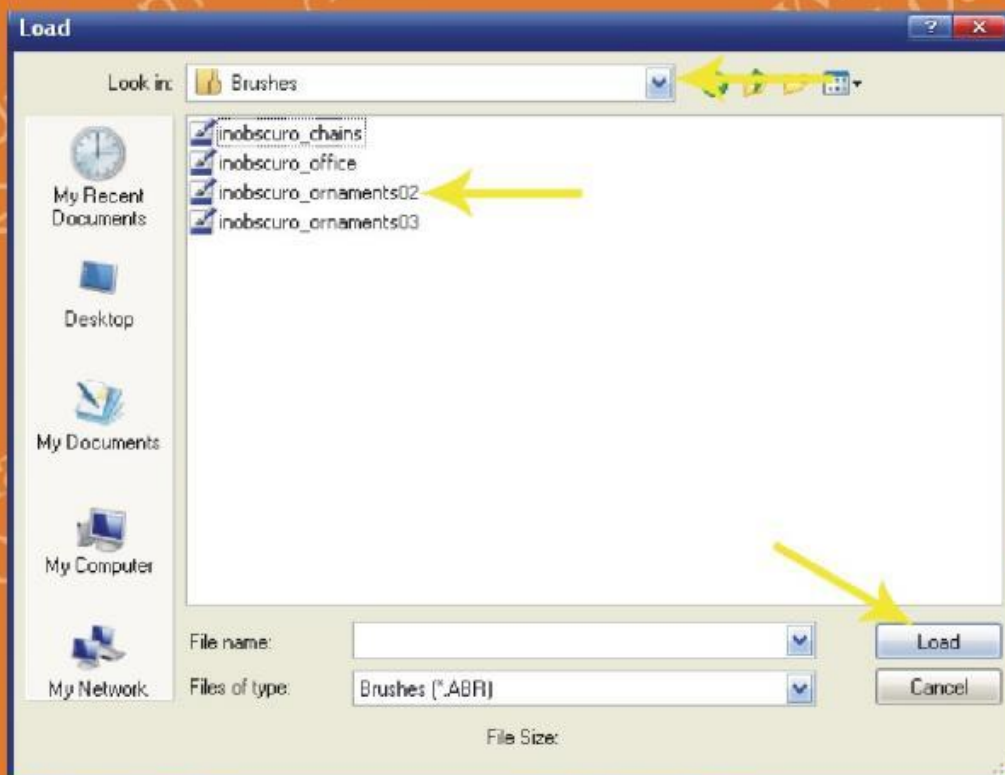 Load
Look in: Brushes
inobscuro_chains
inobscuro_office
inobscuro_ornaments02
inobscuro_ornaments03
My Recent
Documents
Desktop
My Documents
My Computer
My Network
File name:
Load
Files of type: Brushes (*.ABR)
Cancel
File Size: